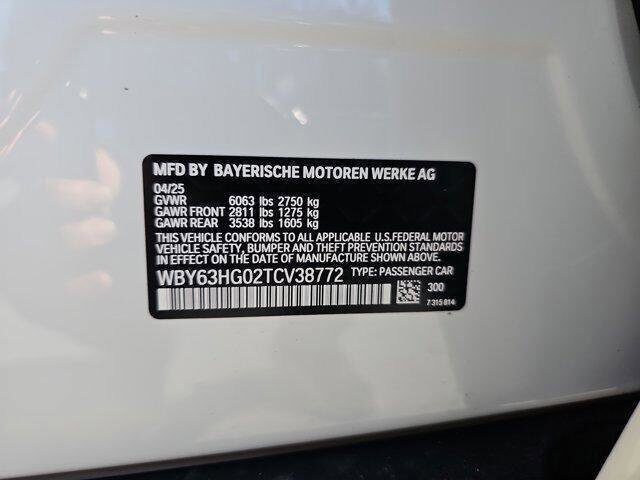 MFD BY BAYERISCHE MOTOREN WERKE AG
04/25
GVWR 6063 lbs 2750 kg
GAWR FRONT 2811 lbs 1275 kg
GAWR REAR 3538 lbs 1605 kg
THIS VEHICLE CONFORMS TO ALL APPLICABLE U.S.FEDERAL MOTOR
VEHICLE SAFETY, BUMPER AND THEFT PREVENTION STANDARDS
IN EFFECT ON THE DATE OF MANUFACTURE SHOWN ABOVE.
WBY63HG02TCV38772 TYPE: PASSENGER CAR
300
7 315 814